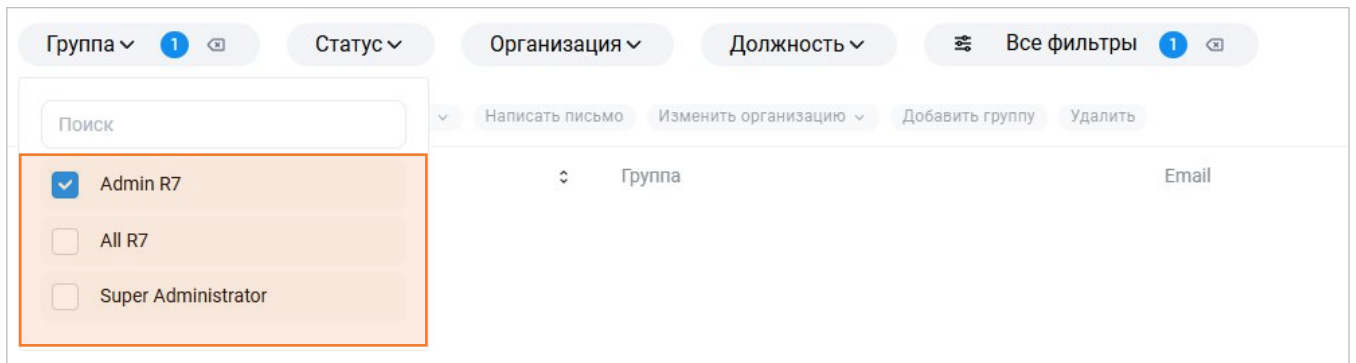 Группа 1 Статус Организация Должность Все фильтры 1
Поиск
Написать письмо Изменить организацию Добавить группу Удалить
Группа Email
Admin R7
All R7
Super Administrator